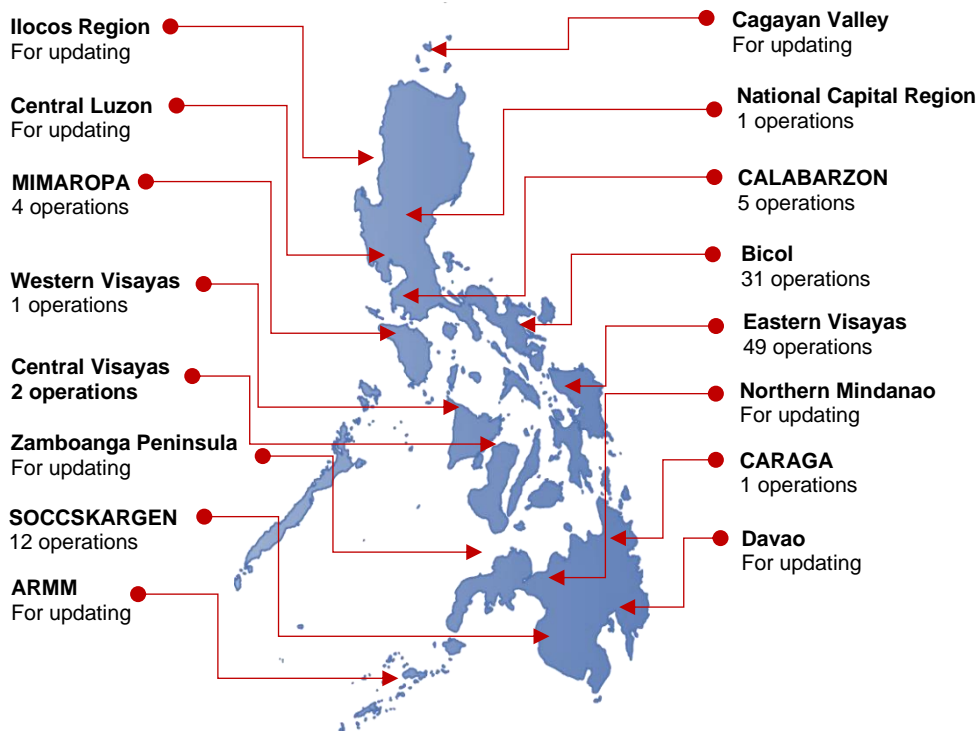 Ilocos Region
For updating
Central Luzon
For updating
MIMAROPA
4 operations
Western Visayas
1 operations
Central Visayas
2 operations
Zamboanga Peninsula
For updating
SOCCSKARGEN
12 operations
ARMM
For updating
Cagayan Valley
For updating
National Capital Region
1 operations
CALABARZON
5 operations
Bicol
31 operations
Eastern Visayas
49 operations
Northern Mindanao
For updating
CARAGA
1 operations
Davao
For updating